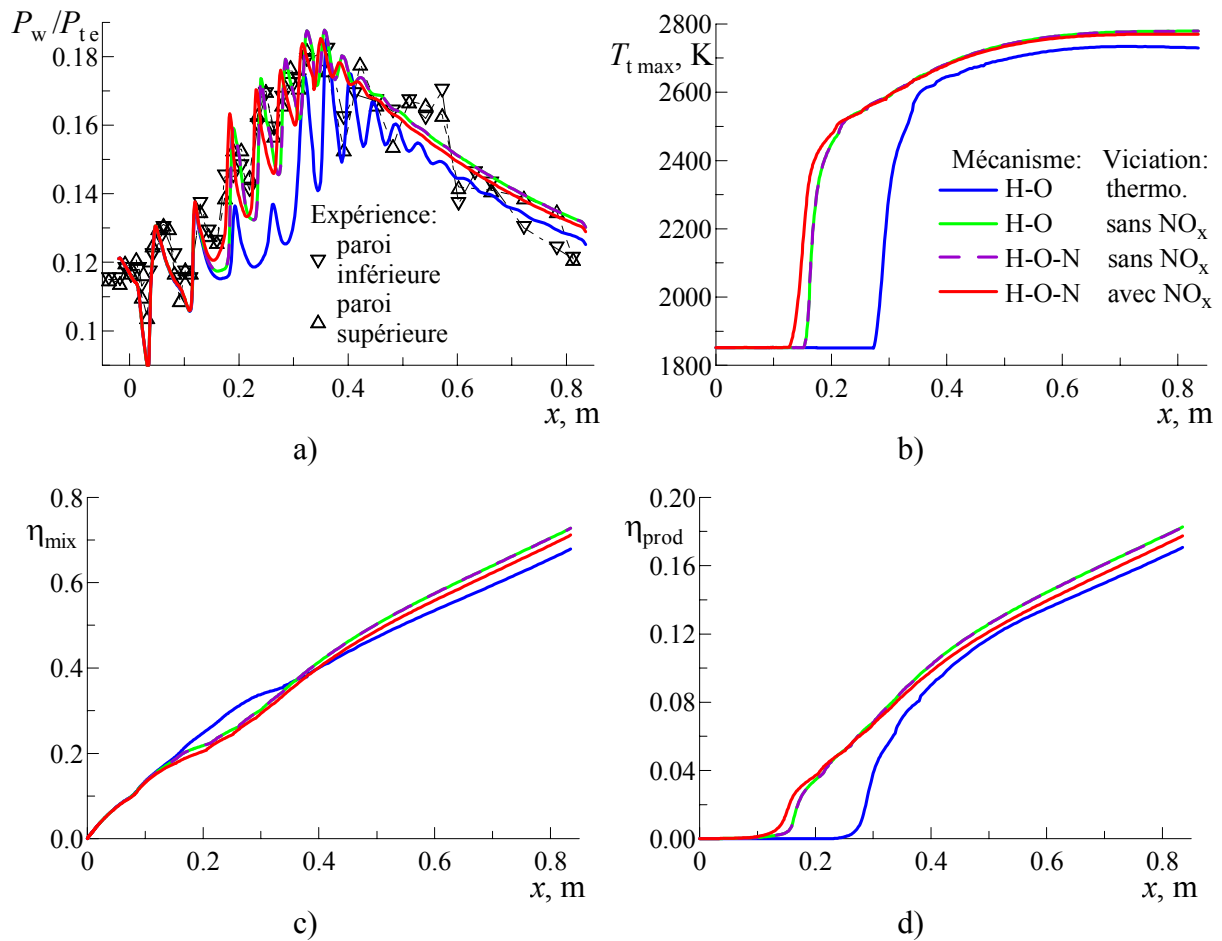 P_w/P_te
0.18
0.16
0.14
0.12
0.1
0 0.2 0.4 0.6 0.8
x, m
Expérience:
paroi
▽ inférieure
paroi
△ supérieure
a)
2800
T_t max, K
2600
2400
2200
2000
1800
0 0.2 0.4 0.6 0.8
x, m
Mécanisme: Viciation:
H-O thermo.
H-O sans NO_x
H-O-N sans NO_x
H-O-N avec NO_x
b)
0.8
η_mix
0.6
0.4
0.2
0.0
0 0.2 0.4 0.6 0.8
x, m
c)
0.20
η_prod
0.16
0.12
0.08
0.04
0.00
0 0.2 0.4 0.6 0.8
x, m
d)